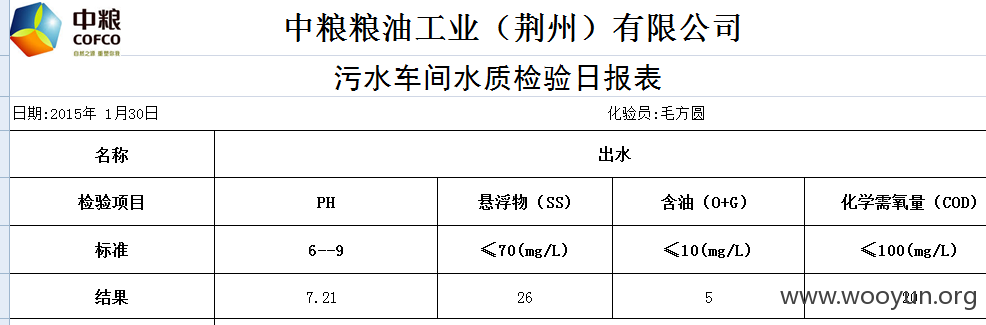 中粮
COFCO
自然之源 重塑你我
中粮粮油工业（荆州）有限公司
污水车间水质检验日报表
日期:2015年 1月30日 化验员:毛方圆
名称 出水
检验项目 PH 悬浮物（SS） 含油（O+G） 化学需氧量（COD）
标准 6--9 ≤70(mg/L) ≤10(mg/L) ≤100(mg/L)
结果 7.21 26 5
www.wooyun.org